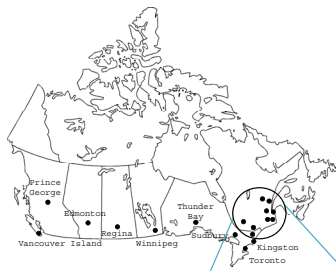 Prince
George
Edmonton
Regina
Vancouver Island
Winnipeg
Thunder
Bay
Sudbury
Kingston
Toronto